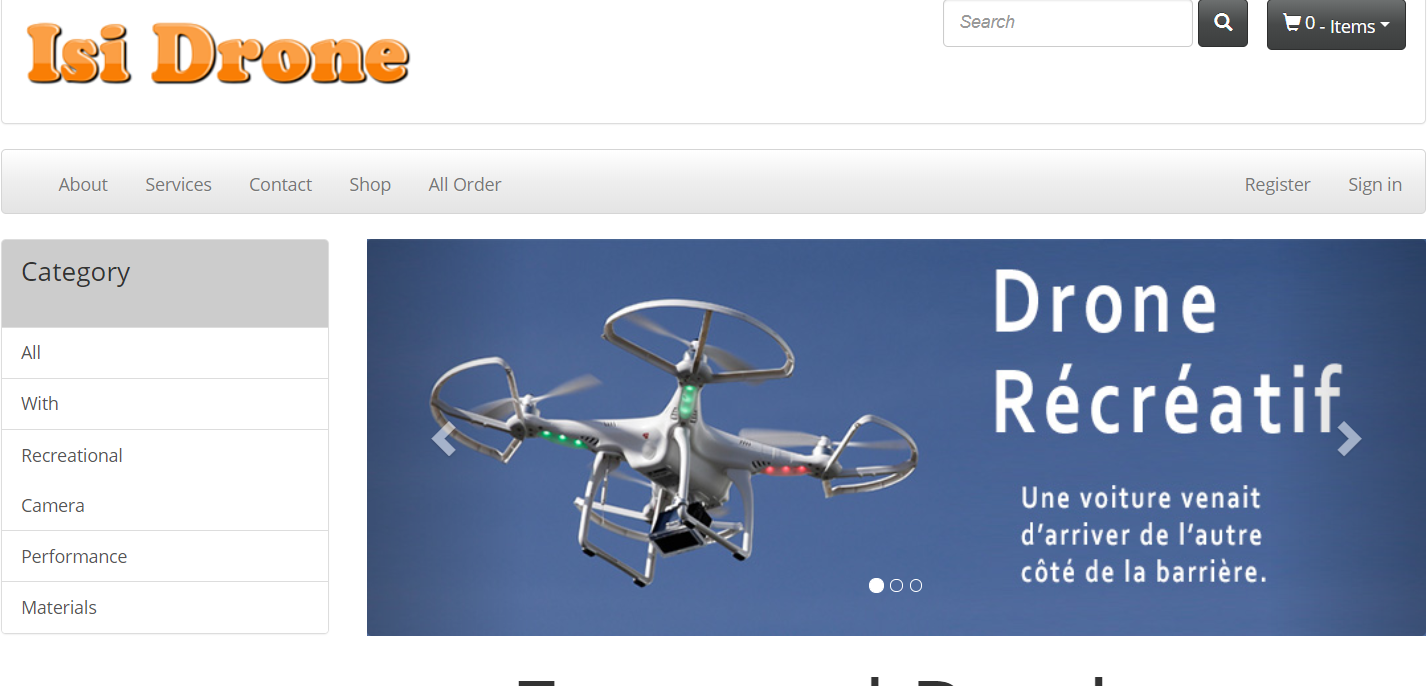 Isi Drone
Search
0 - Items
About Services Contact Shop All Order Register Sign in
Category
All
With
Recreational
Camera
Performance
Materials
Drone
Récréatif
Une voiture venait
d'arriver de l'autre
côté de la barrière.